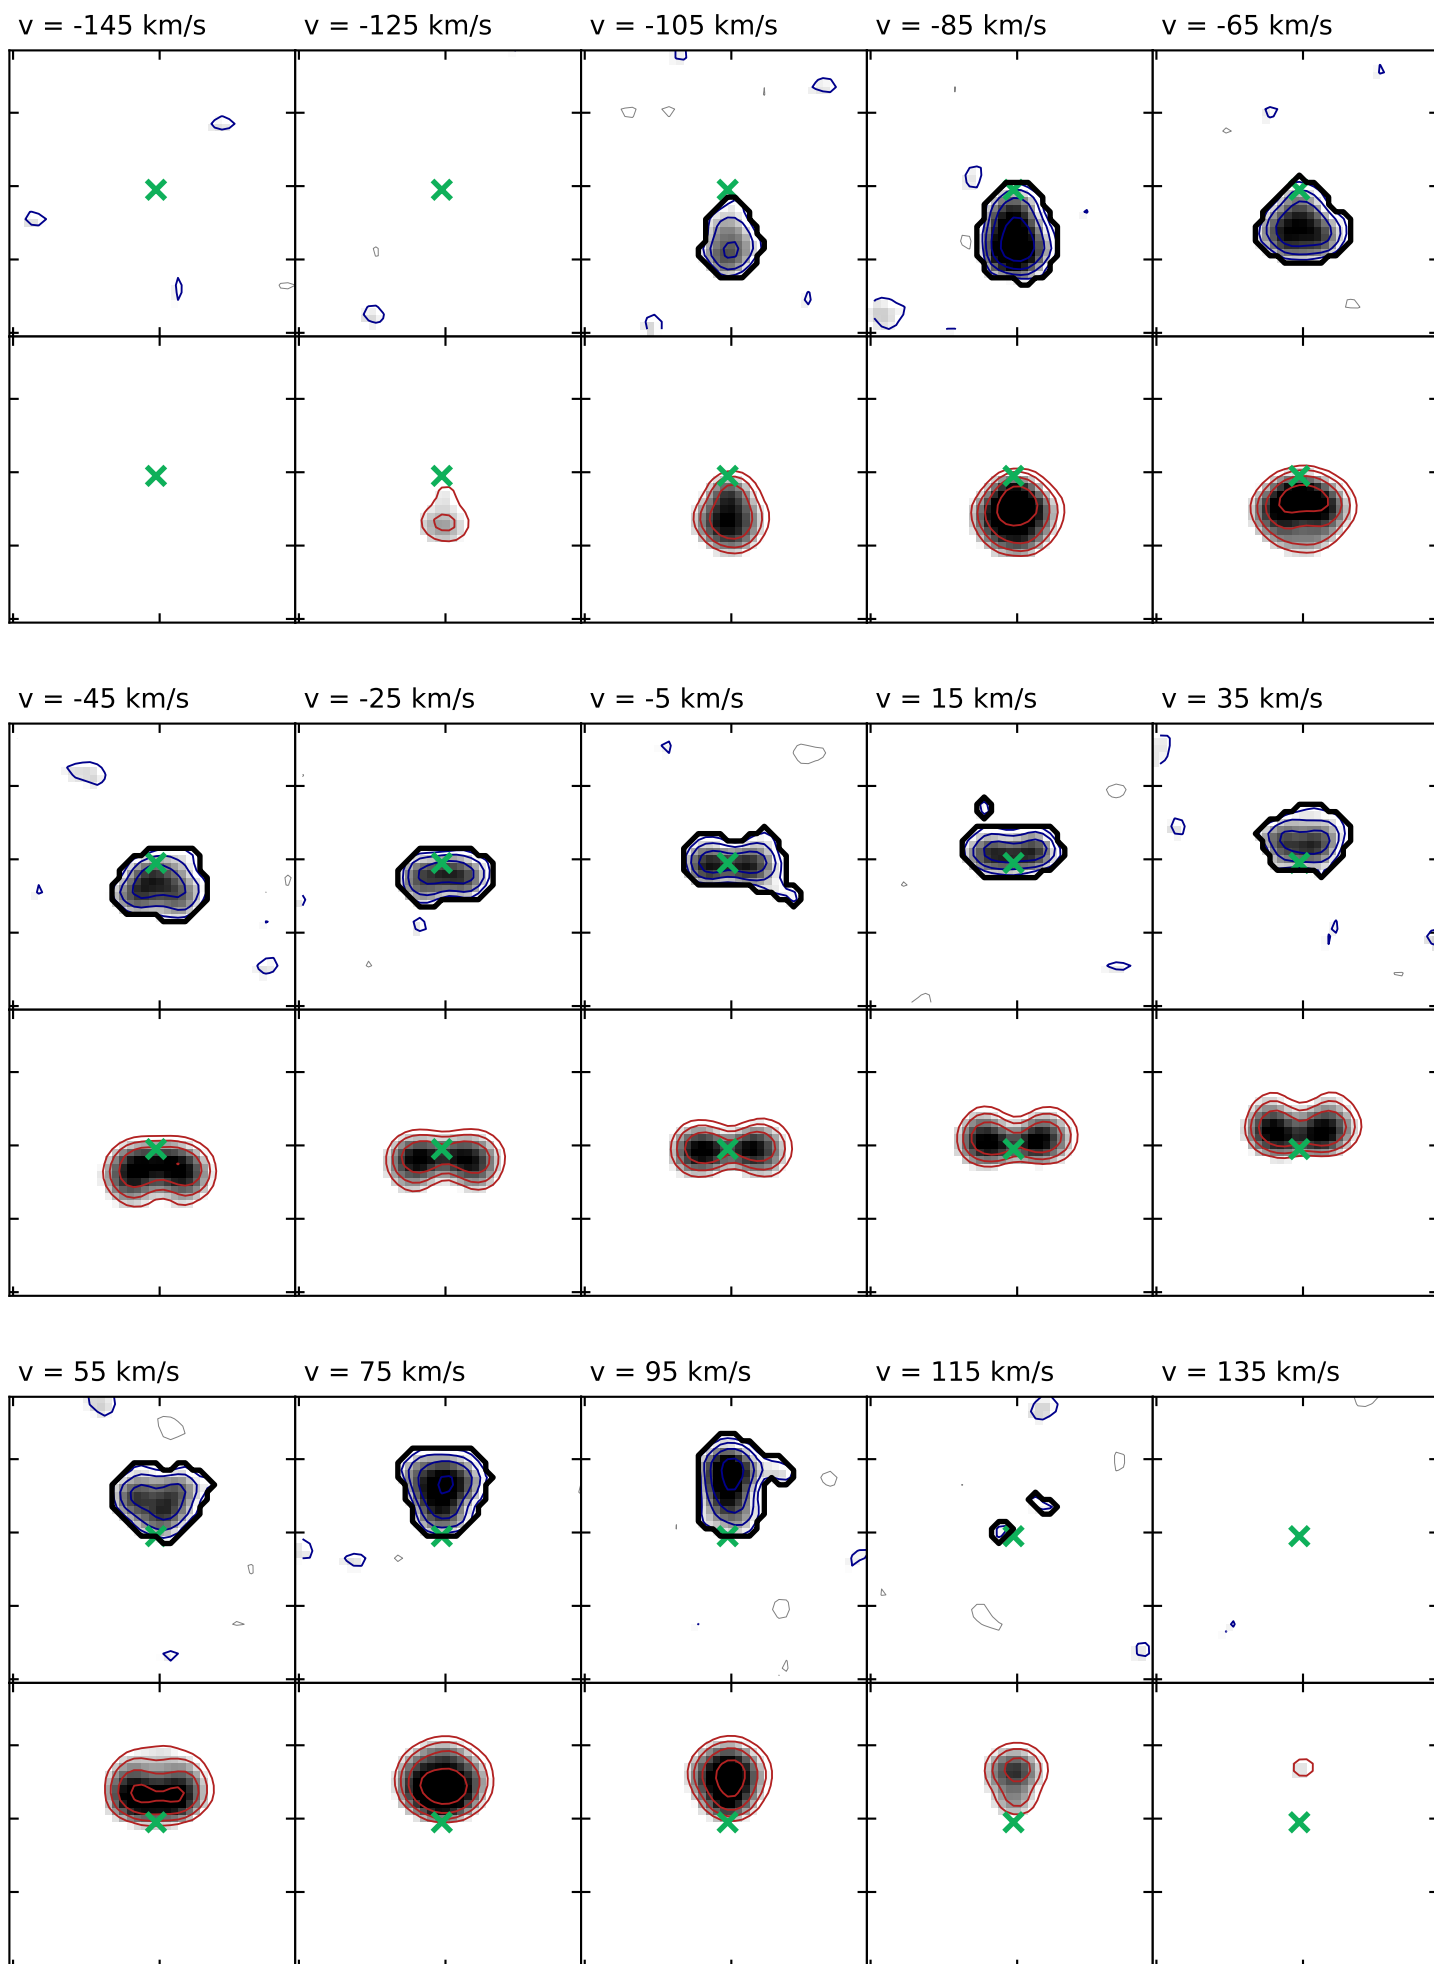 v = -145 km/s
v = -125 km/s
v = -105 km/s
v = -85 km/s
v = -65 km/s
v = -45 km/s
v = -25 km/s
v = -5 km/s
v = 15 km/s
v = 35 km/s
v = 55 km/s
v = 75 km/s
v = 95 km/s
v = 115 km/s
v = 135 km/s